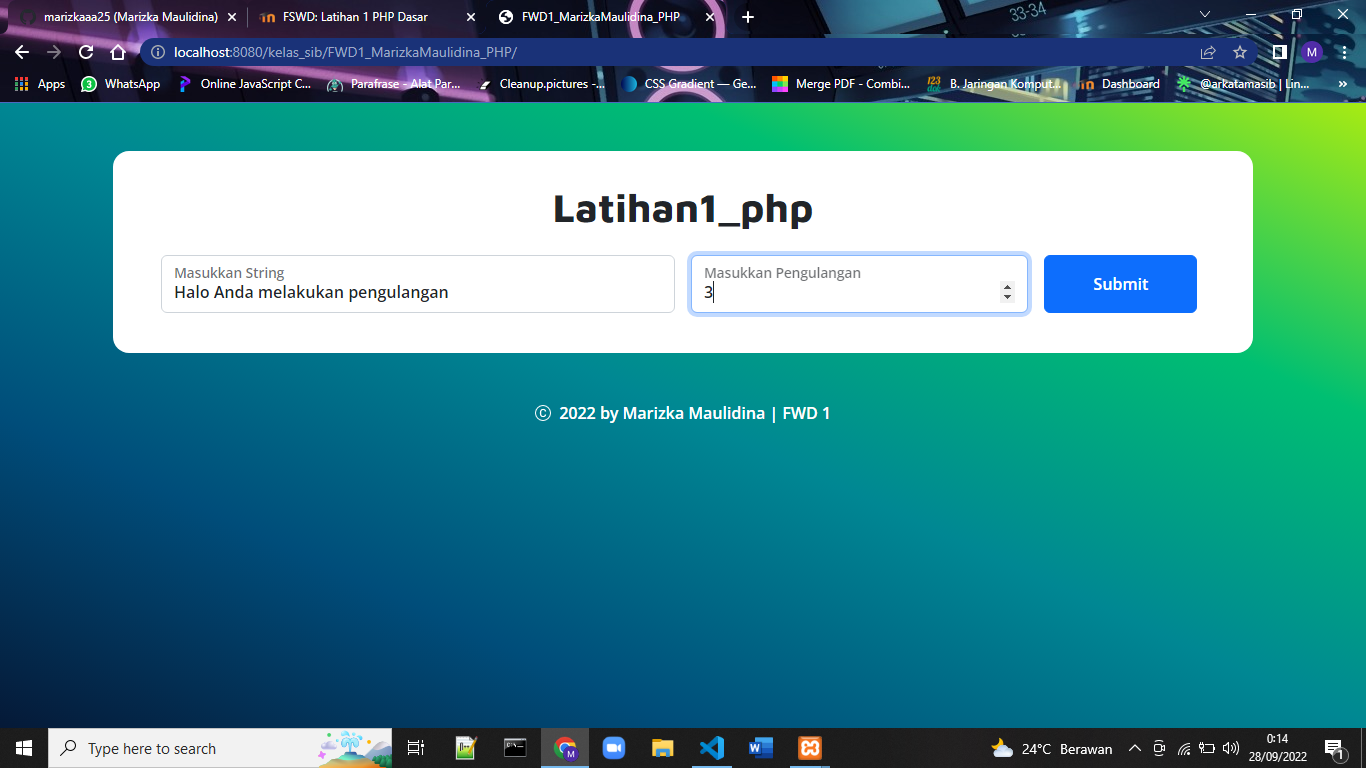 marizkaaa25 (Marizka Maulidina)
FSWD: Latihan 1 PHP Dasar
FWD1_MarizkaMaulidina_PHP
33-34
localhost:8080/kelas_sib/FWD1_MarizkaMaulidina_PHP/
M
Apps
WhatsApp
Online JavaScript C...
Parafrase - Alat Par...
Cleanup.pictures -...
CSS Gradient — Ge...
Merge PDF - Combi...
B. Jaringan Komput...
Dashboard
@arkatamasib | Lin...
Latihan1_php
Masukkan String
Halo Anda melakukan pengulangan
Masukkan Pengulangan
3
Submit
© 2022 by Marizka Maulidina | FWD 1
Type here to search
24°C Berawan
0:14
28/09/2022
1